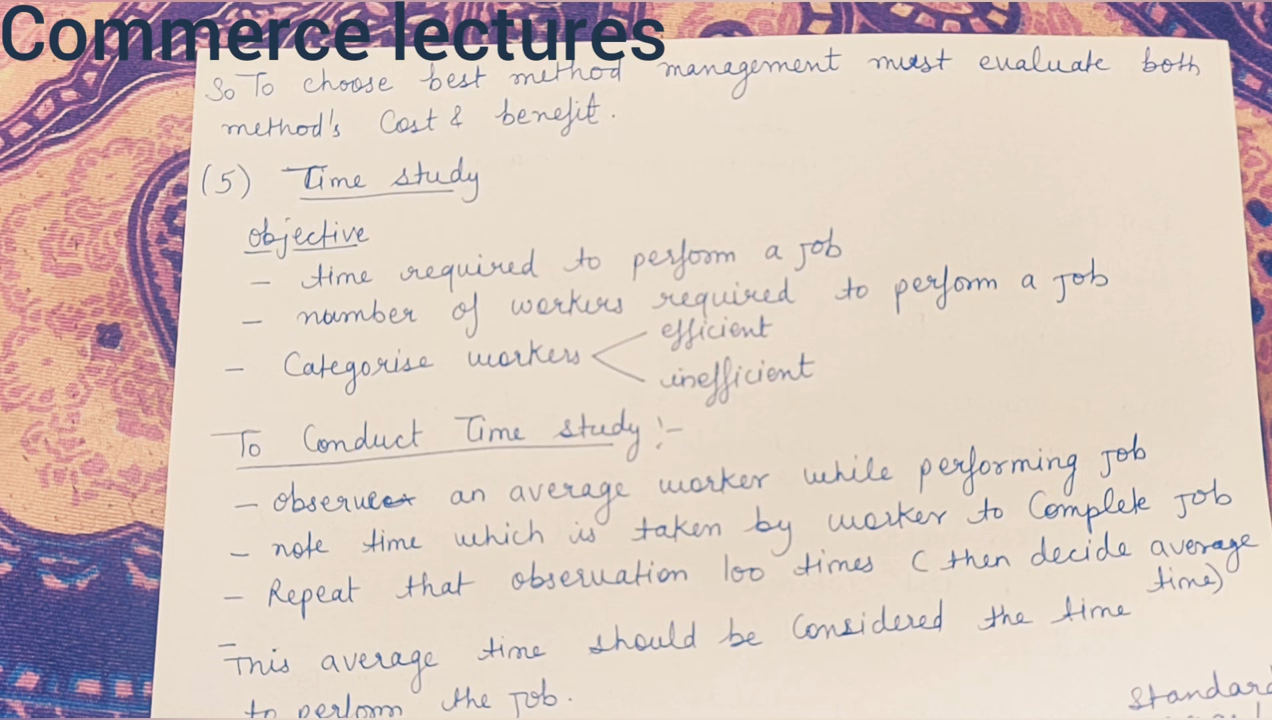 Commerce lectures
So To choose best method management must evaluate both
method's Cost & benefit.
(5) Time study
objective
- time required to perform a job
- number of workers required to perform a job
- Categorise workers efficient
inefficient
To Conduct Time study :-
- observe an average worker while performing job
- note time which is taken by worker to Complete job
- Repeat that observation 100 times (then decide average
time)
- This average time should be Considered the time
to perform the job.
Standard